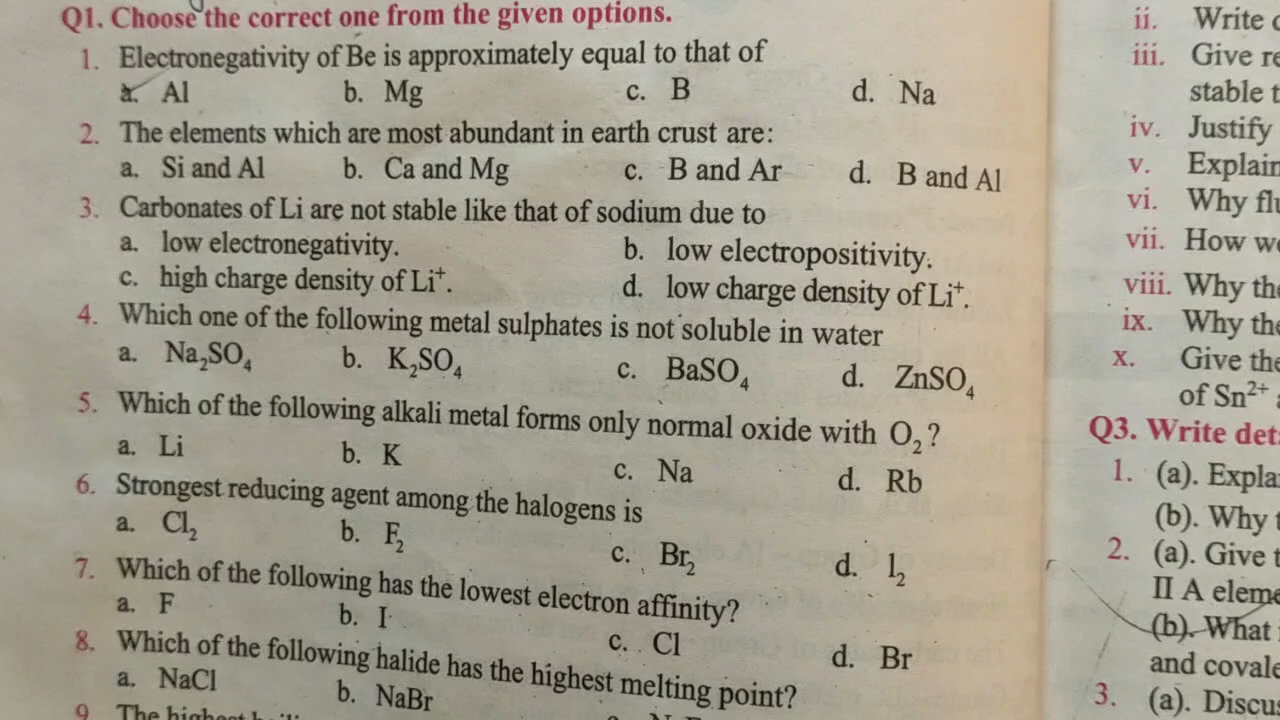 Q1. Choose the correct one from the given options.
1. Electronegativity of Be is approximately equal to that of
a. Al b. Mg c. B d. Na
2. The elements which are most abundant in earth crust are:
a. Si and Al b. Ca and Mg c. B and Ar d. B and Al
3. Carbonates of Li are not stable like that of sodium due to
a. low electronegativity. b. low electropositivity.
c. high charge density of Li⁺. d. low charge density of Li⁺.
4. Which one of the following metal sulphates is not soluble in water
a. Na₂SO₄ b. K₂SO₄ c. BaSO₄ d. ZnSO₄
5. Which of the following alkali metal forms only normal oxide with O₂?
a. Li b. K c. Na d. Rb
6. Strongest reducing agent among the halogens is
a. Cl₂ b. F₂ c. Br₂ d. I₂
7. Which of the following has the lowest electron affinity?
a. F b. I c. Cl d. Br
8. Which of the following halide has the highest melting point?
a. NaCl b. NaBr
9 The highest
ii. Write
iii. Give
stable
iv. Justify
v. Explain
vi. Why
vii. How
viii. Why
ix. Why
x. Give the
of Sn²⁺
Q3. Write
1. (a).
(b). Why
2. (a). Give
II A
(b). What
and
3. (a).